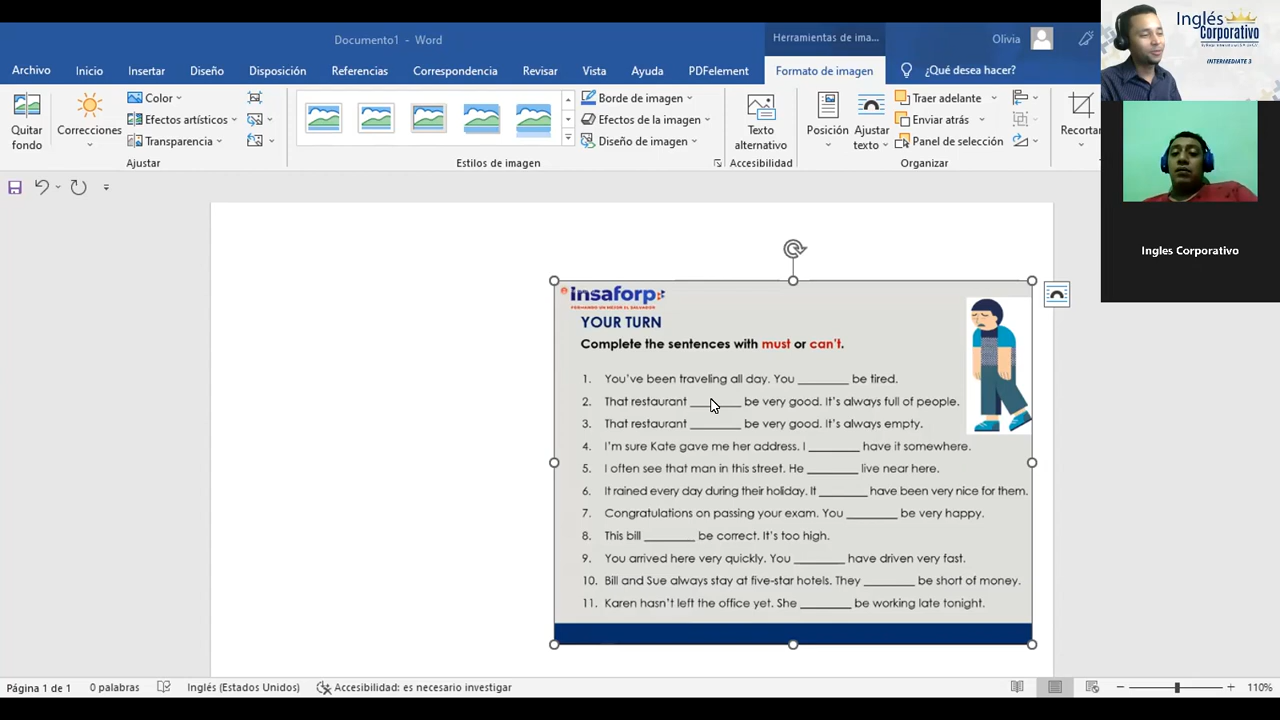 Documento1 - Word
Herramientas de ima...
Olivia
Archivo
Inicio
Insertar
Diseño
Disposición
Referencias
Correspondencia
Revisar
Vista
Ayuda
PDFelement
Formato de imagen
¿Qué desea hacer?
Quitar fondo
Correcciones
Color
Efectos artísticos
Transparencia
Ajustar
Estilos de imagen
Borde de imagen
Efectos de la imagen
Diseño de imagen
Texto alternativo
Accesibilidad
Posición
Ajustar texto
Traer adelante
Enviar atrás
Panel de selección
Organizar
Recortar
Inglés
Corporativo
INTERMEDIATE 3
Ingles Corporativo
insaforp
FORMANDO UN MEJOR EL SALVADOR
YOUR TURN
Complete the sentences with must or can't.
1. You've been traveling all day. You ________ be tired.
2. That restaurant ________ be very good. It's always full of people.
3. That restaurant ________ be very good. It's always empty.
4. I'm sure Kate gave me her address. I ________ have it somewhere.
5. I often see that man in this street. He ________ live near here.
6. It rained every day during their holiday. It ________ have been very nice for them.
7. Congratulations on passing your exam. You ________ be very happy.
8. This bill ________ be correct. It's too high.
9. You arrived here very quickly. You ________ have driven very fast.
10. Bill and Sue always stay at five-star hotels. They ________ be short of money.
11. Karen hasn't left the office yet. She ________ be working late tonight.
Página 1 de 1
0 palabras
Inglés (Estados Unidos)
Accesibilidad: es necesario investigar
110%